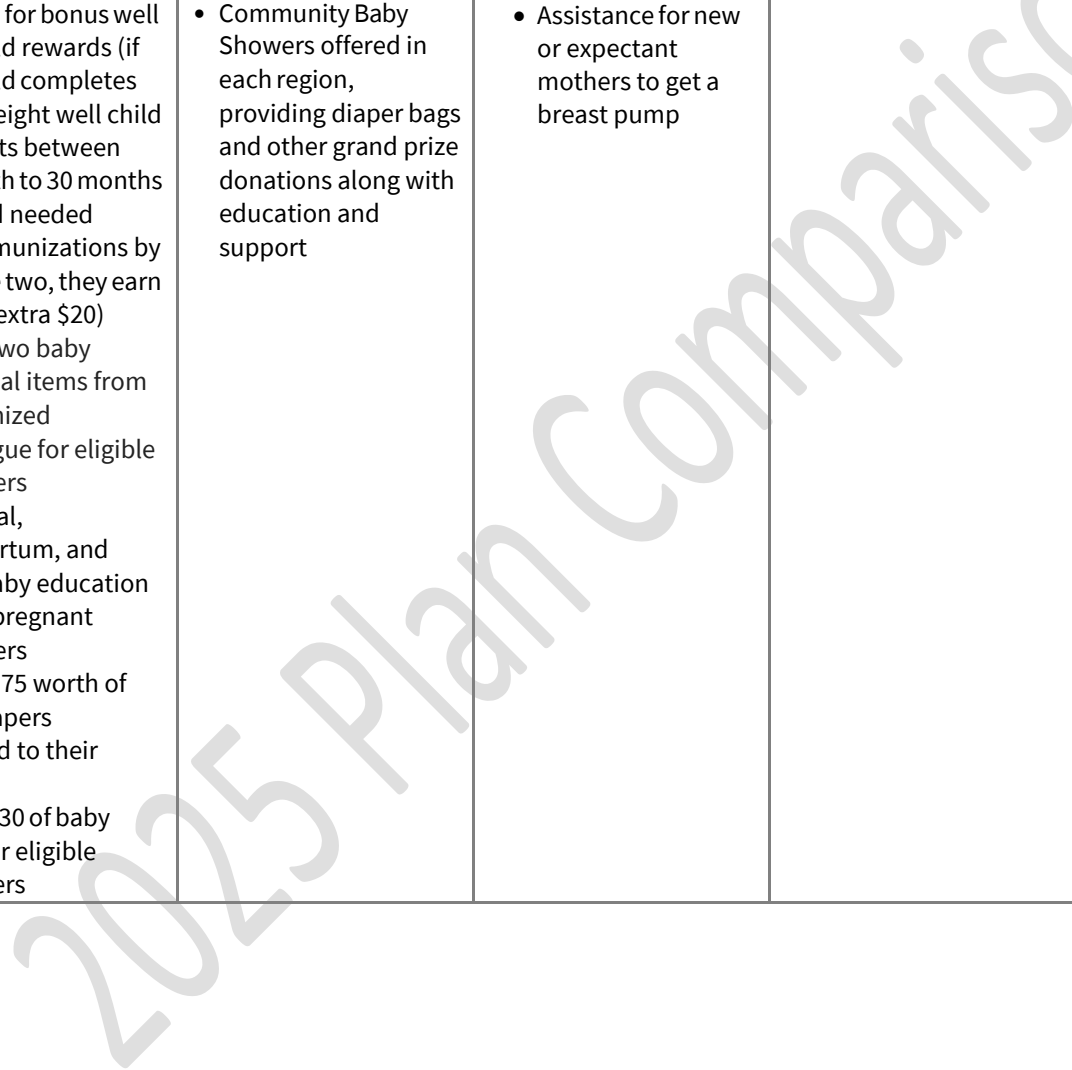 for bonus well
d rewards (if
d completes
eight well child
ts between
h to 30 months
d needed
munizations by
e two, they earn
extra $20)
wo baby
al items from
nized
gue for eligible
ers
al,
rtum, and
aby education
pregnant
ers
75 worth of
apers
d to their
30 of baby
r eligible
ers
• Community Baby
Showers offered in
each region,
providing diaper bags
and other grand prize
donations along with
education and
support
• Assistance for new
or expectant
mothers to get a
breast pump
2025 Plan Comparis